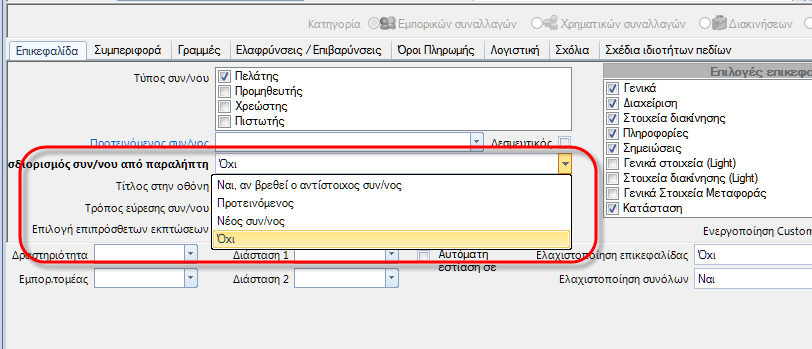 Κατηγορία Εμπορικών συναλλαγών Χρηματικών συναλλαγών Διακινήσεων
Επικεφαλίδα Συμπεριφορά Γραμμές Ελαφρύνσεις / Επιβαρύνσεις Όροι Πληρωμής Λογιστική Σχόλια Σχέδια ιδιοτήτων πεδίων
Τύπος συν/νου
Πελάτης
Προμηθευτής
Χρεώστης
Πιστωτής
Προτεινόμενος συν/νος Δεσμευτικός
σδιορισμός συν/νου από παραλήπτη Όχι
Ναι, αν βρεθεί ο αντίστοιχος συν/νος
Προτεινόμενος
Νέος συν/νος
Όχι
Τίτλος στην οθόνη
Τρόπος εύρεσης συν/νου
Επιλογή επιπρόσθετων εκπτώσεων
Επιλογές επικεφα
Γενικά
Διαχείριση
Στοιχεία διακίνησης
Πληροφορίες
Σημειώσεις
Γενικά στοιχεία (Light)
Στοιχεία διακίνησης (Light)
Γενικά Στοιχεία Μεταφοράς
Κατάσταση
Ενεργοποίηση Custom
Δραστηριότητα Διάσταση 1 Αυτόματη εστίαση σε Ελαχιστοποίηση επικεφαλίδας Όχι
Εμπορ.τομέας Διάσταση 2 Ελαχιστοποίηση συνόλων Ναι